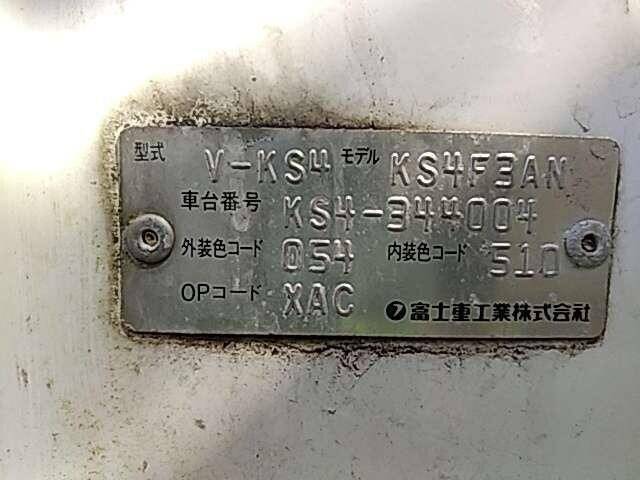 型式 V-KS4 モデル KS4F3AN
車台番号 KS4-344004
外装色コード 054 内装色コード 510
OPコード XAC 富士重工業株式会社